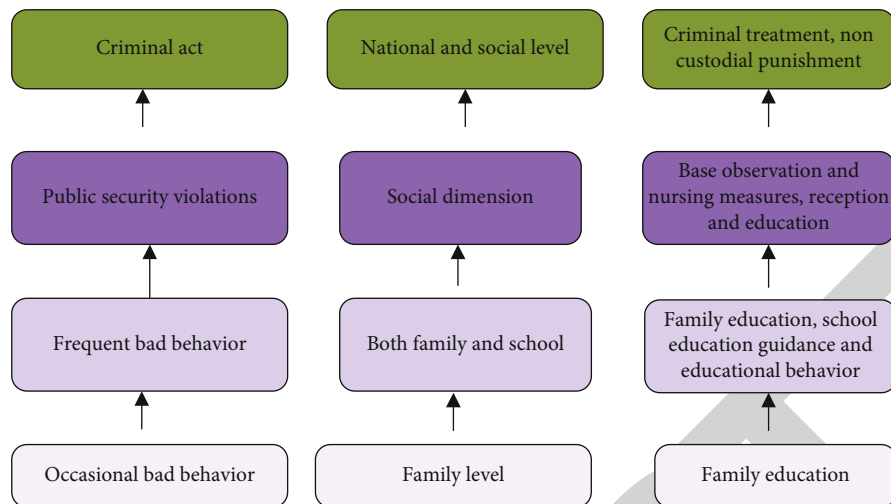 Criminal act
National and social level
Criminal treatment, non
custodial punishment
Public security violations
Social dimension
Base observation and
nursing measures, reception
and education
Frequent bad behavior
Both family and school
Family education, school
education guidance and
educational behavior
Occasional bad behavior
Family level
Family education